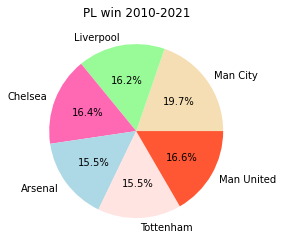 PL win 2010-2021
Liverpool
16.2%
Man City
19.7%
Chelsea
16.4%
Arsenal
15.5%
Tottenham
15.5%
Man United
16.6%